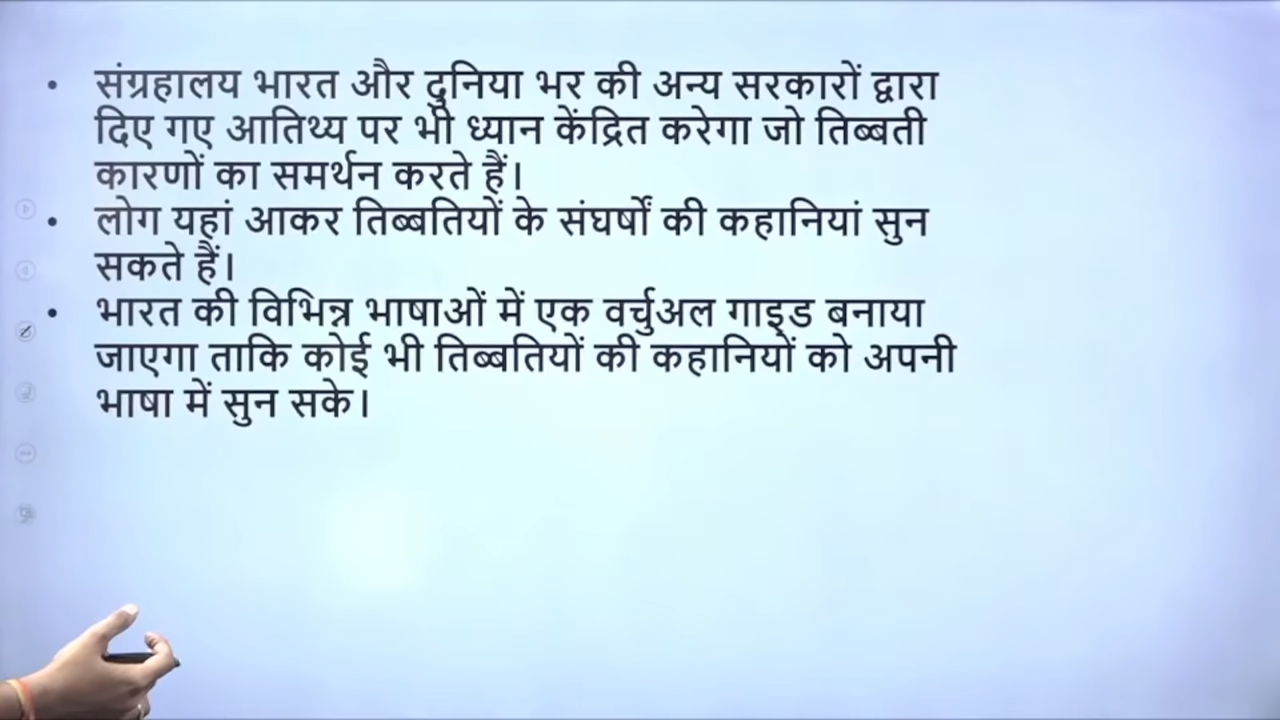 • संग्रहालय भारत और दुनिया भर की अन्य सरकारों द्वारा
दिए गए आतिथ्य पर भी ध्यान केंद्रित करेगा जो तिब्बती
कारणों का समर्थन करते हैं।
• लोग यहां आकर तिब्बतियों के संघर्षों की कहानियां सुन
सकते हैं।
• भारत की विभिन्न भाषाओं में एक वर्चुअल गाइड बनाया
जाएगा ताकि कोई भी तिब्बतियों की कहानियों को अपनी
भाषा में सुन सके।